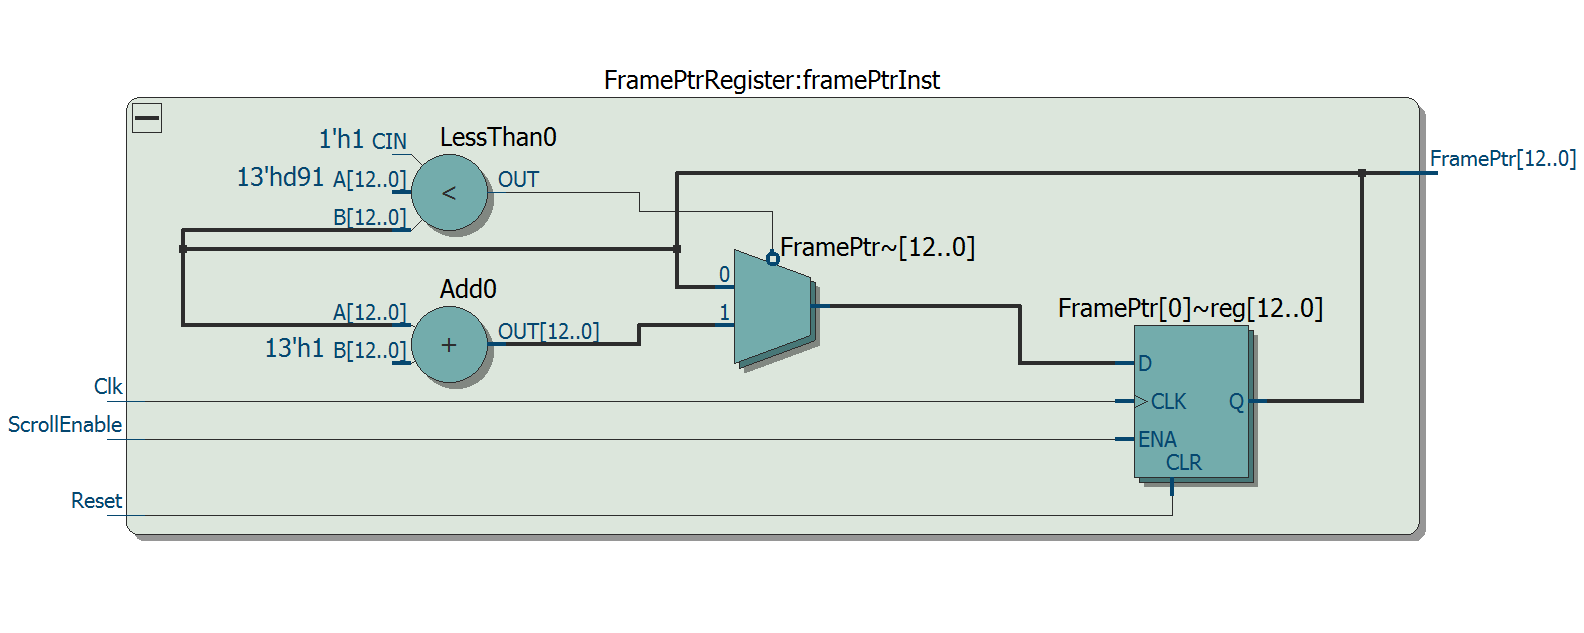 FramePtrRegister:framePtrInst
LessThan0
1'h1 CIN
13'hd91 A[12..0]
B[12..0]
<
OUT
FramePtr[12..0]
FramePtr~[12..0]
0
1
Add0
A[12..0]
13'h1 B[12..0]
+
OUT[12..0]
FramePtr[0]~reg[12..0]
D
CLK
Q
ENA
CLR
Clk
ScrollEnable
Reset